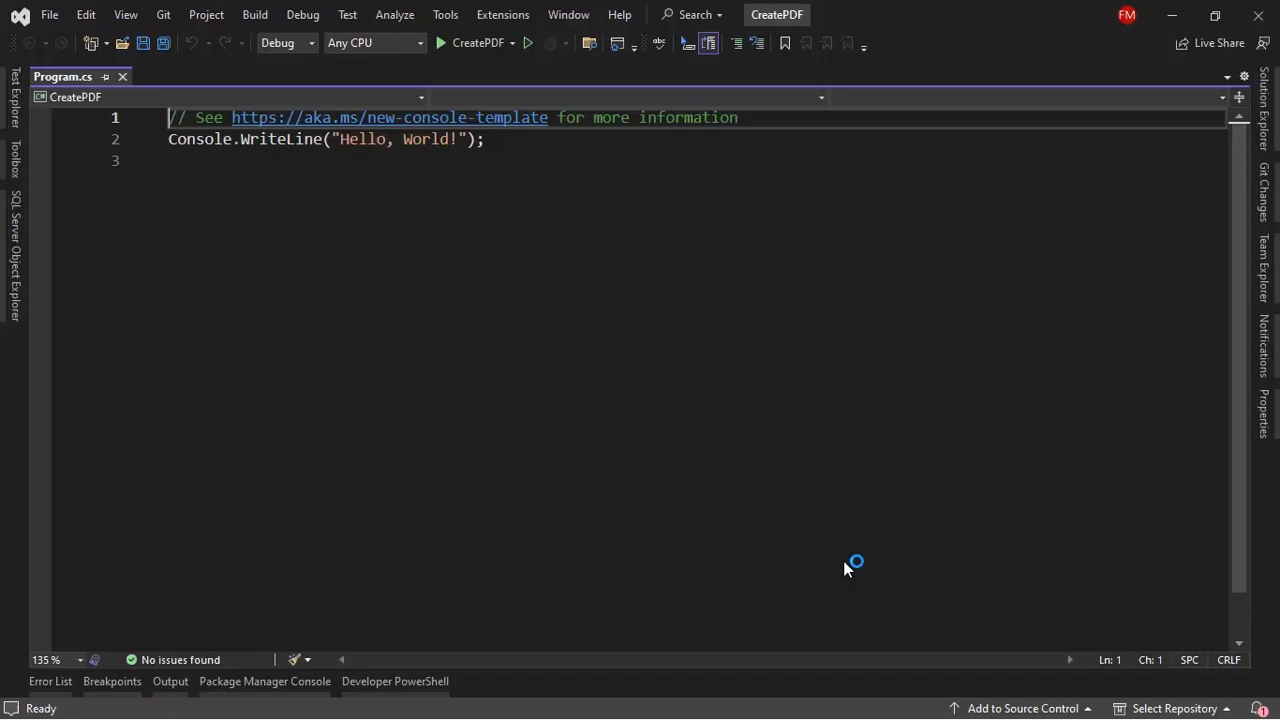 File Edit View Git Project Build Debug Test Analyze Tools Extensions Window Help Search CreatePDF FM
Debug Any CPU CreatePDF abc Live Share
Program.cs
C# CreatePDF
1 // See https://aka.ms/new-console-template for more information
2 Console.WriteLine("Hello, World!");
3
Test Explorer
Toolbox
SQL Server Object Explorer
Solution Explorer
Git Changes
Team Explorer
Notifications
Properties
135 % No issues found Ln: 1 Ch: 1 SPC CRLF
Error List Breakpoints Output Package Manager Console Developer PowerShell
Ready Add to Source Control Select Repository 1